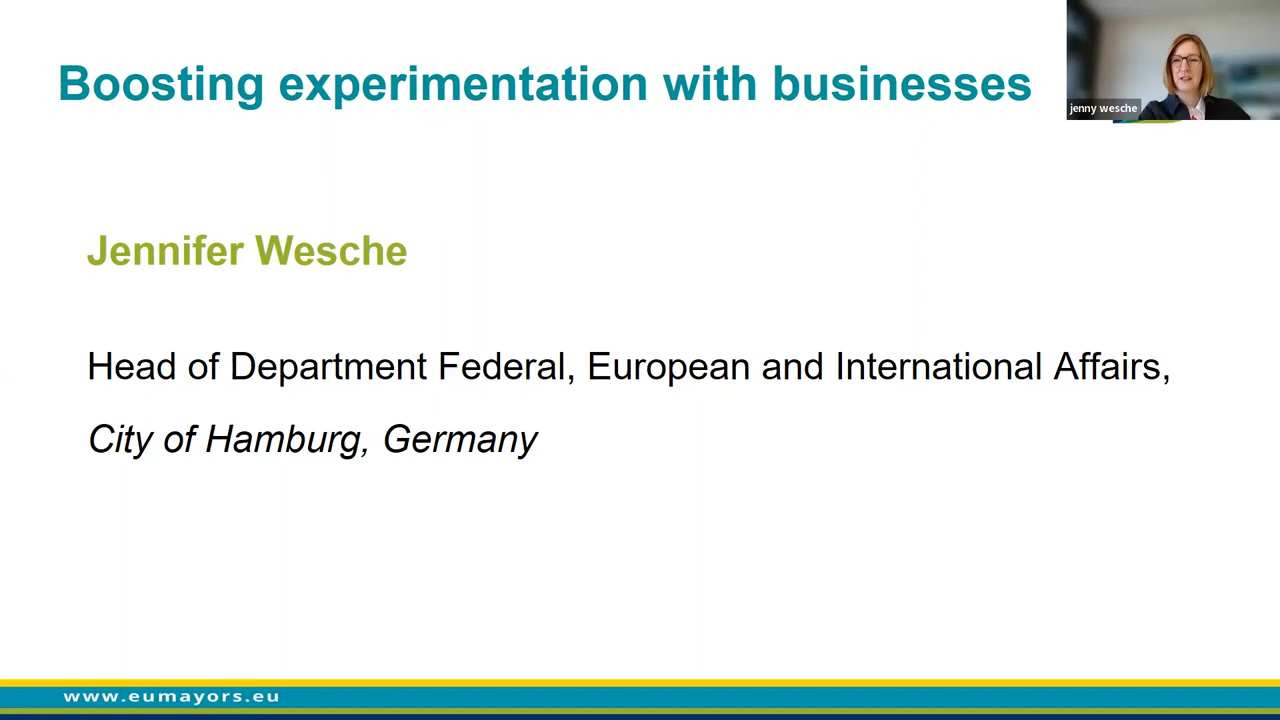 Boosting experimentation with businesses
jenny wesche
Jennifer Wesche
Head of Department Federal, European and International Affairs,
City of Hamburg, Germany
www.eumayors.eu